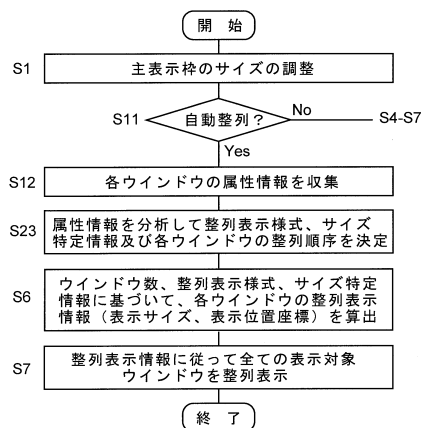 開 始
S1
主表示枠のサイズの調整
S11
自動整列？
No
S4-S7
Yes
S12
各ウインドウの属性情報を収集
S23
属性情報を分析して整列表示様式、サイズ
特定情報及び各ウインドウの整列順序を決定
S6
ウインドウ数、整列表示様式、サイズ特定
情報に基づいて、各ウインドウの整列表示
情報（表示サイズ、表示位置座標）を算出
S7
整列表示情報に従って全ての表示対象
ウインドウを整列表示
終 了